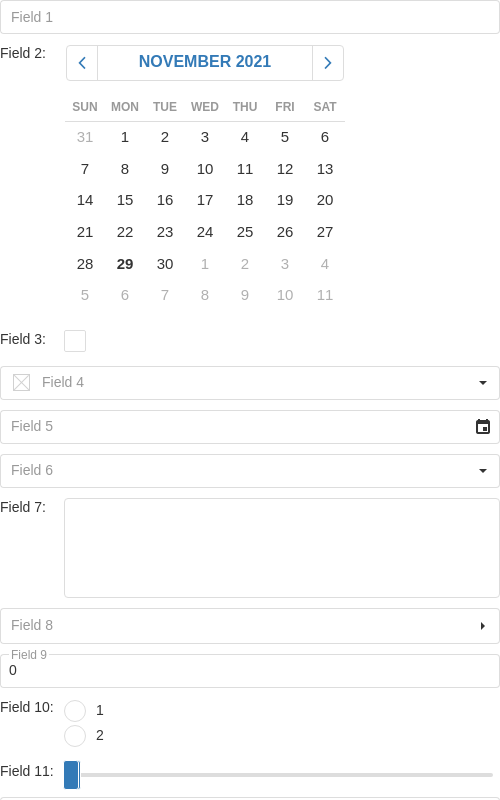 Field 1
Field 2:
NOVEMBER 2021
SUN MON TUE WED THU FRI SAT
31 1 2 3 4 5 6
7 8 9 10 11 12 13
14 15 16 17 18 19 20
21 22 23 24 25 26 27
28 29 30 1 2 3 4
5 6 7 8 9 10 11
Field 3:
Field 4
Field 5
Field 6
Field 7:
Field 8
Field 9
0
Field 10:
1
2
Field 11: